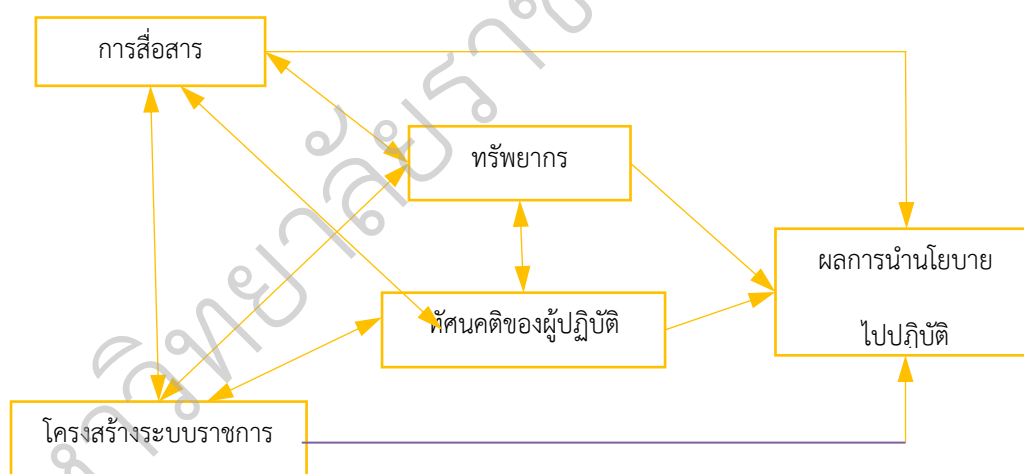 การสื่อสาร
ทรัพยากร
ผลการนำนโยบาย
ไปปฏิบัติ
ทัศนคติของผู้ปฏิบัติ
โครงสร้างระบบราชการ